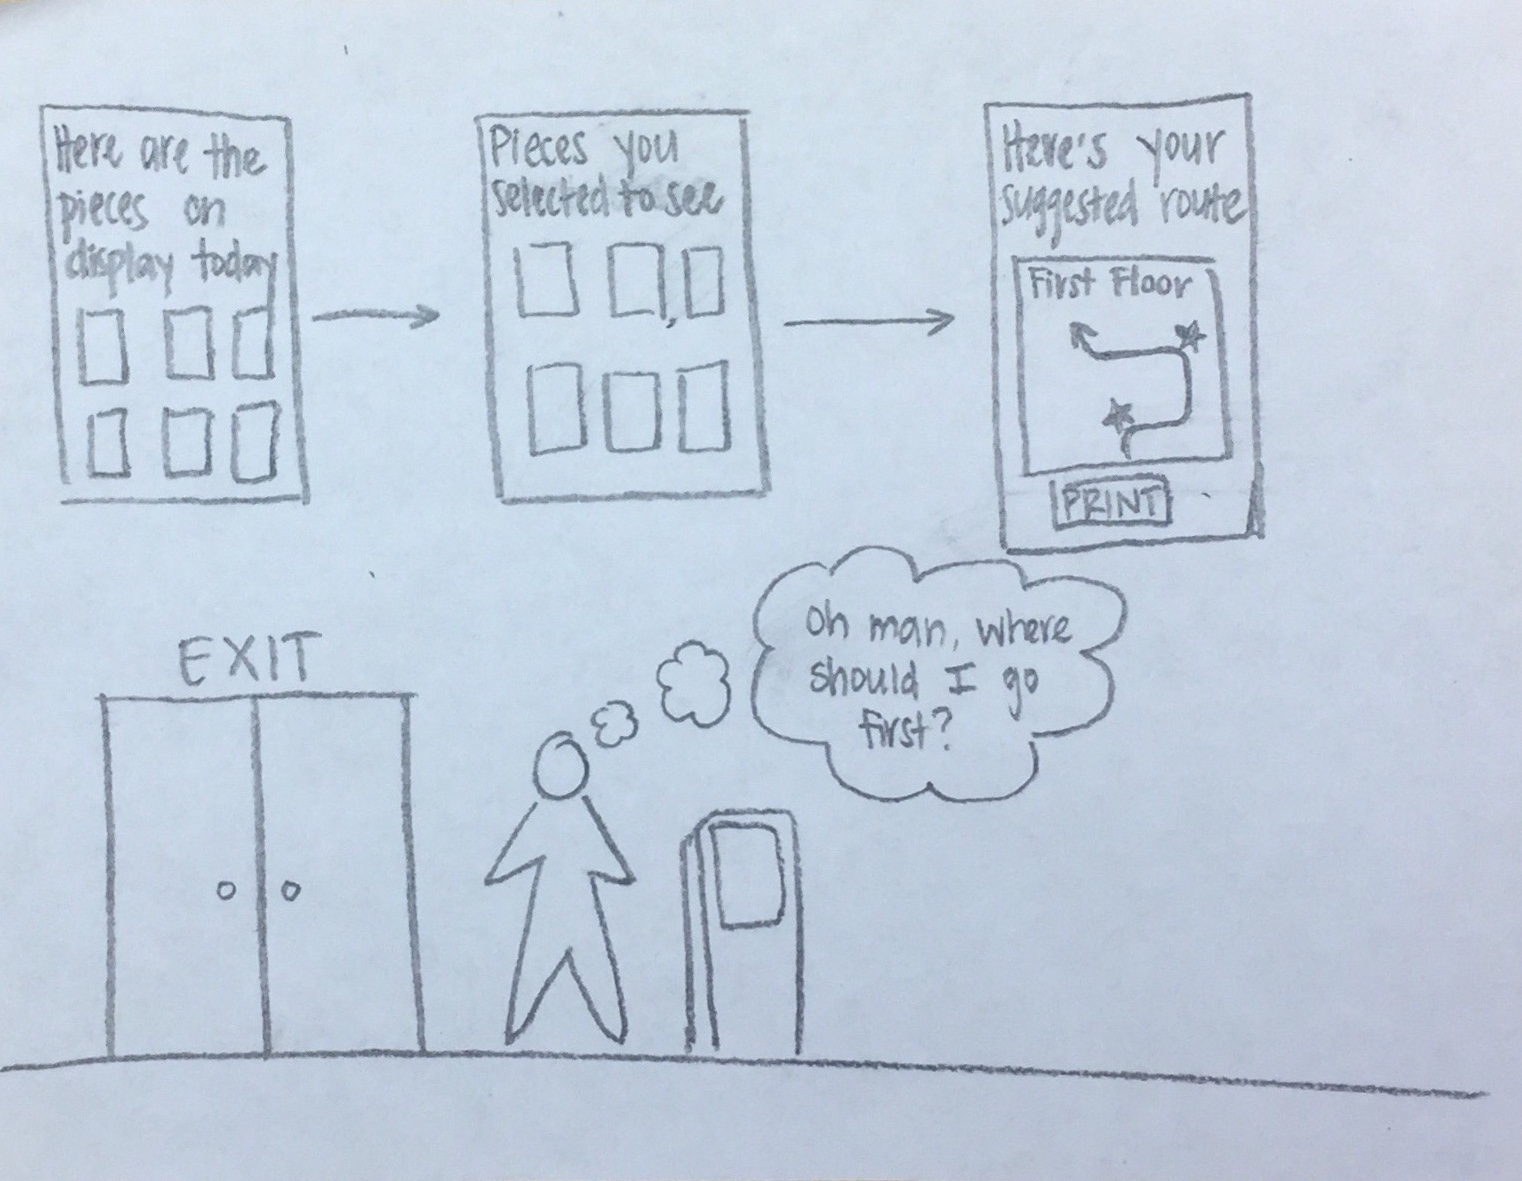 Here are the
pieces on
display today
Pieces you
selected to see
Here's your
suggested route
First Floor
PRINT
EXIT
Oh man, where
should I go
first?